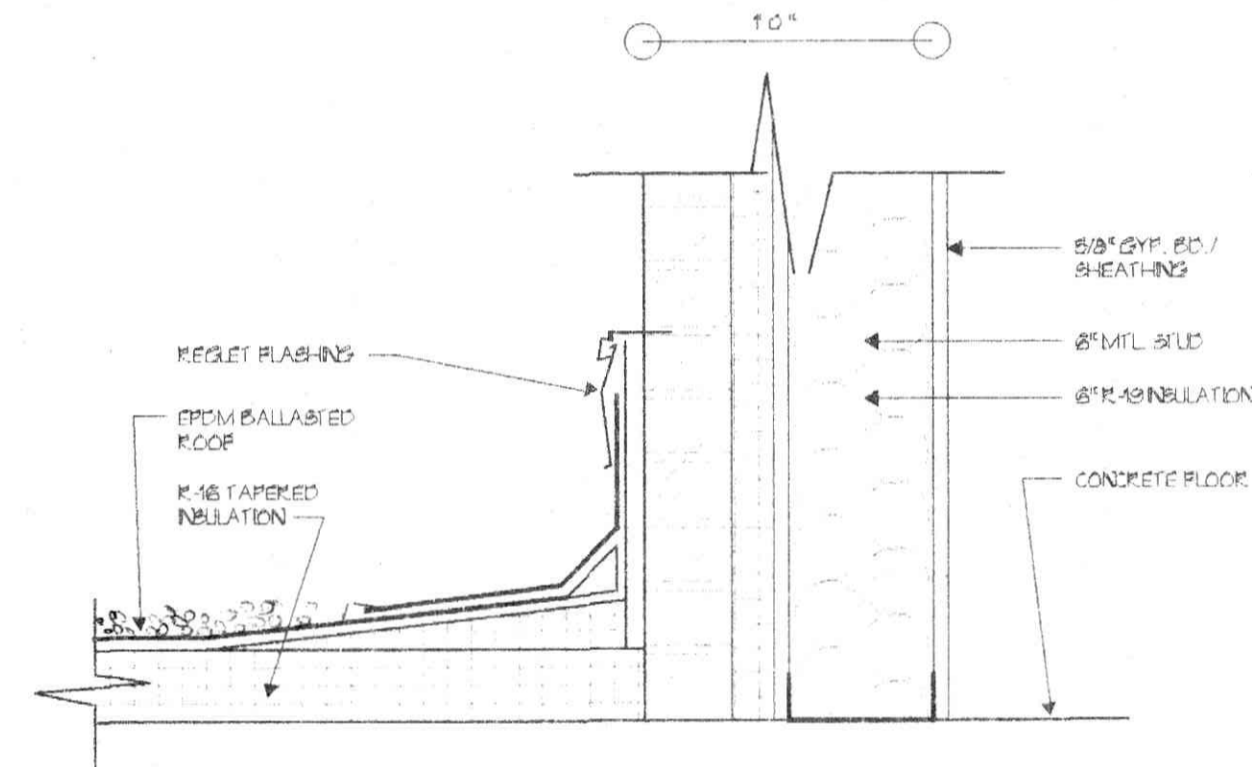 10"
5/8" GYP. BD./
SHEATHING
REGLET FLASHING
6" MTL. STUD
6" R-19 INSULATION
EPDM BALLASTED
ROOF
R-16 TAPERED
INSULATION
CONCRETE FLOOR